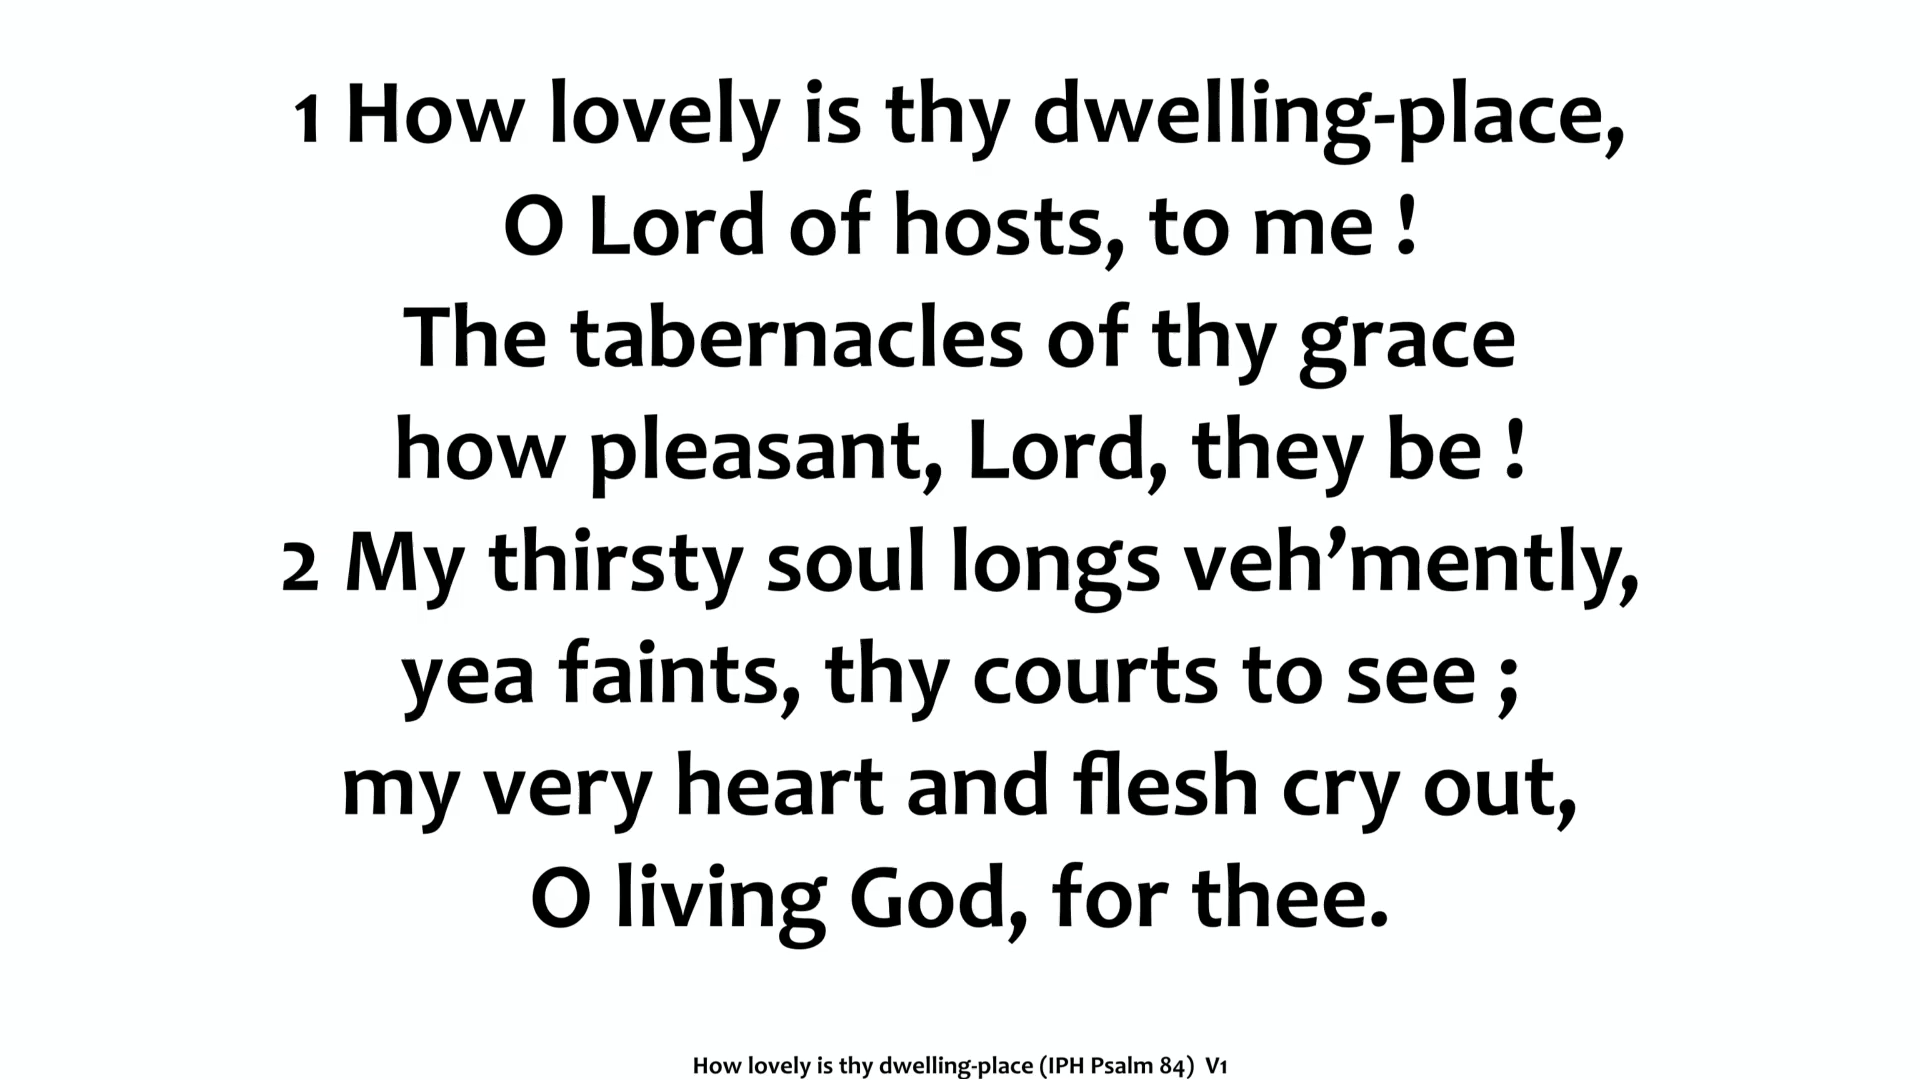 1 How lovely is thy dwelling-place,
O Lord of hosts, to me !
The tabernacles of thy grace
how pleasant, Lord, they be !
2 My thirsty soul longs veh’mently,
yea faints, thy courts to see ;
my very heart and flesh cry out,
O living God, for thee.
How lovely is thy dwelling-place (IPH Psalm 84)  V1